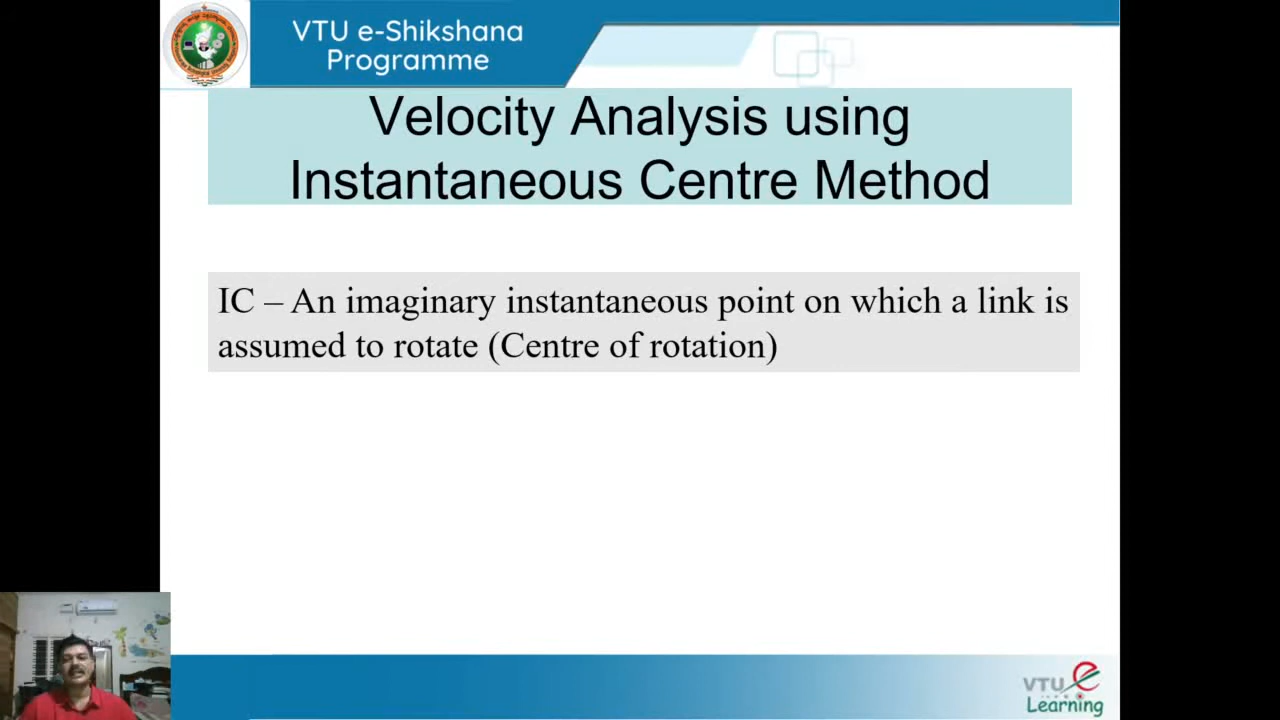 VTU e-Shikshana
Programme
Velocity Analysis using
Instantaneous Centre Method
IC – An imaginary instantaneous point on which a link is
assumed to rotate (Centre of rotation)
VTU e
Learning